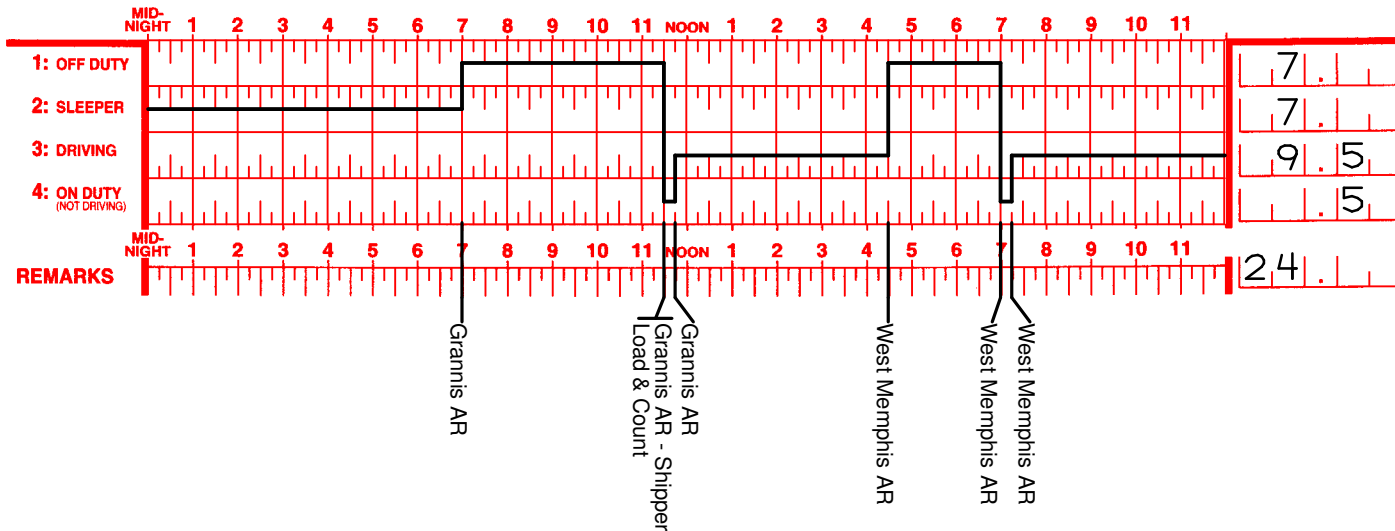 MID-NIGHT 1 2 3 4 5 6 7 8 9 10 11 NOON 1 2 3 4 5 6 7 8 9 10 11
1: OFF DUTY 7.
2: SLEEPER 7.
3: DRIVING 9.5
4: ON DUTY .5
(NOT DRIVING)
MID-NIGHT 1 2 3 4 5 6 7 8 9 10 11 NOON 1 2 3 4 5 6 7 8 9 10 11
REMARKS 24.
Grannis AR
Grannis AR - Shipper
Load & Count
Grannis AR
West Memphis AR
West Memphis AR
West Memphis AR